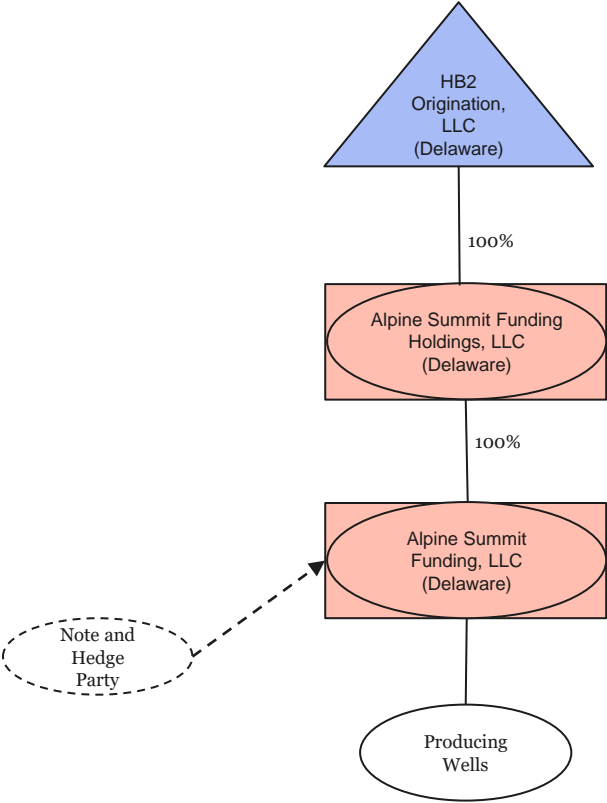 HB2
Origination,
LLC
(Delaware)
100%
Alpine Summit Funding
Holdings, LLC
(Delaware)
100%
Alpine Summit
Funding, LLC
(Delaware)
Note and
Hedge
Party
Producing
Wells